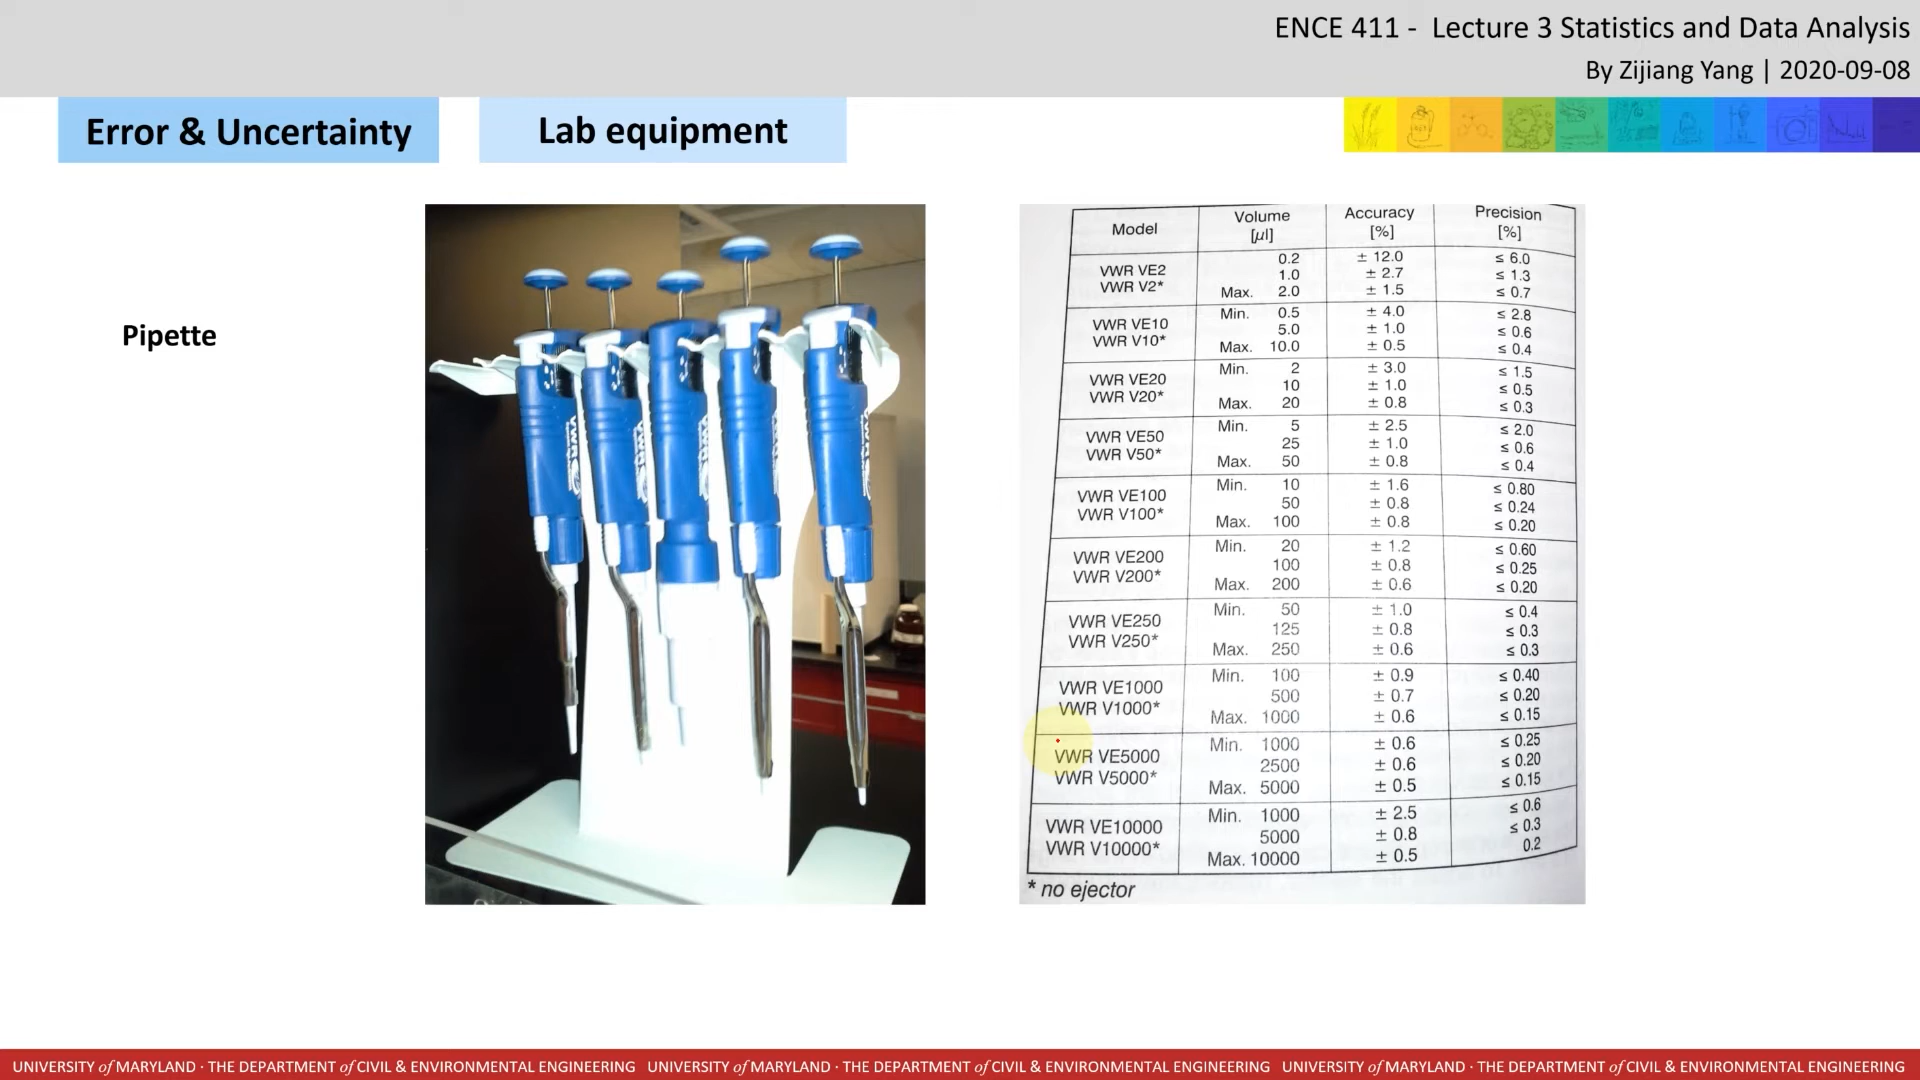 ENCE 411 - Lecture 3 Statistics and Data Analysis
By Zijiang Yang | 2020-09-08
Error & Uncertainty
Lab equipment
Pipette
VWR
VWR
VWR
VWR
Model Volume [µl] Accuracy [%] Precision [%]
VWR VE2 0.2 ± 12.0 ≤ 6.0
VWR V2* 1.0 ± 2.7 ≤ 1.3
Max. 2.0 ± 1.5 ≤ 0.7
VWR VE10 Min. 0.5 ± 4.0 ≤ 2.8
VWR V10* 5.0 ± 1.0 ≤ 0.6
Max. 10.0 ± 0.5 ≤ 0.4
VWR VE20 Min. 2 ± 3.0 ≤ 1.5
VWR V20* 10 ± 1.0 ≤ 0.5
Max. 20 ± 0.8 ≤ 0.3
VWR VE50 Min. 5 ± 2.5 ≤ 2.0
VWR V50* 25 ± 1.0 ≤ 0.6
Max. 50 ± 0.8 ≤ 0.4
VWR VE100 Min. 10 ± 1.6 ≤ 0.80
VWR V100* 50 ± 0.8 ≤ 0.24
Max. 100 ± 0.8 ≤ 0.20
VWR VE200 Min. 20 ± 1.2 ≤ 0.60
VWR V200* 100 ± 0.8 ≤ 0.25
Max. 200 ± 0.6 ≤ 0.20
VWR VE250 Min. 50 ± 1.0 ≤ 0.4
VWR V250* 125 ± 0.8 ≤ 0.3
Max. 250 ± 0.6 ≤ 0.3
VWR VE1000 Min. 100 ± 0.9 ≤ 0.40
VWR V1000* 500 ± 0.7 ≤ 0.20
Max. 1000 ± 0.6 ≤ 0.15
VWR VE5000 Min. 1000 ± 0.6 ≤ 0.25
VWR V5000* 2500 ± 0.6 ≤ 0.20
Max. 5000 ± 0.5 ≤ 0.15
VWR VE10000 Min. 1000 ± 2.5 ≤ 0.6
VWR V10000* 5000 ± 0.8 ≤ 0.3
Max. 10000 ± 0.5 0.2
* no ejector
UNIVERSITY of MARYLAND · THE DEPARTMENT of CIVIL & ENVIRONMENTAL ENGINEERING UNIVERSITY of MARYLAND · THE DEPARTMENT of CIVIL & ENVIRONMENTAL ENGINEERING UNIVERSITY of MARYLAND · THE DEPARTMENT of CIVIL & ENVIRONMENTAL ENGINEERING